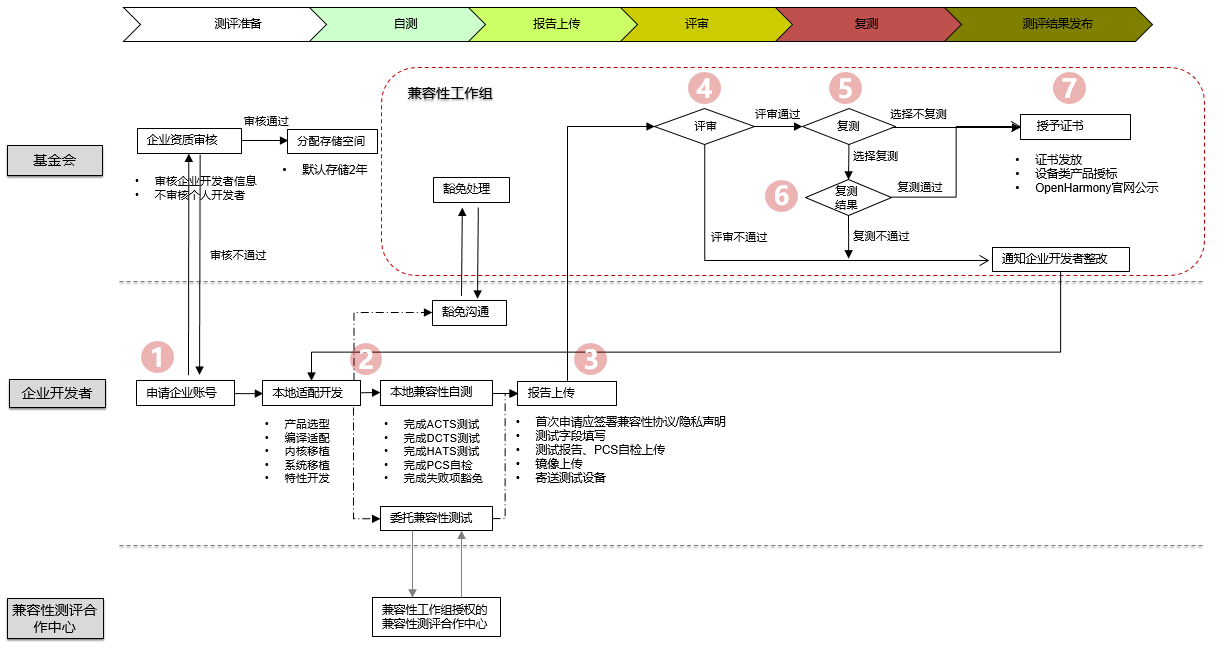 测评准备
自测
报告上传
评审
复测
测评结果发布
兼容性工作组
4
5
7
基金会
企业资质审核
审核通过
分配存储空间
• 审核企业开发者信息
• 不审核个人开发者
• 默认存储2年
审核不通过
豁免处理
评审
评审通过
复测
选择不复测
授予证书
选择复测
• 证书发放
• 设备类产品授标
• OpenHarmony官网公示
6
复测
结果
复测通过
评审不通过
复测不通过
通知企业开发者整改
豁免沟通
企业开发者
1
2
3
申请企业账号
本地适配开发
本地兼容性自测
报告上传
• 产品选型
• 编译适配
• 内核移植
• 系统移植
• 特性开发
• 完成ACTS测试
• 完成DCTS测试
• 完成HATS测试
• 完成PCS自检
• 完成失败项豁免
• 首次申请应签署兼容性协议/隐私声明
• 测试字段填写
• 测试报告、PCS自检上传
• 镜像上传
• 寄送测试设备
委托兼容性测试
兼容性测评合
作中心
兼容性工作组授权的
兼容性测评合作中心